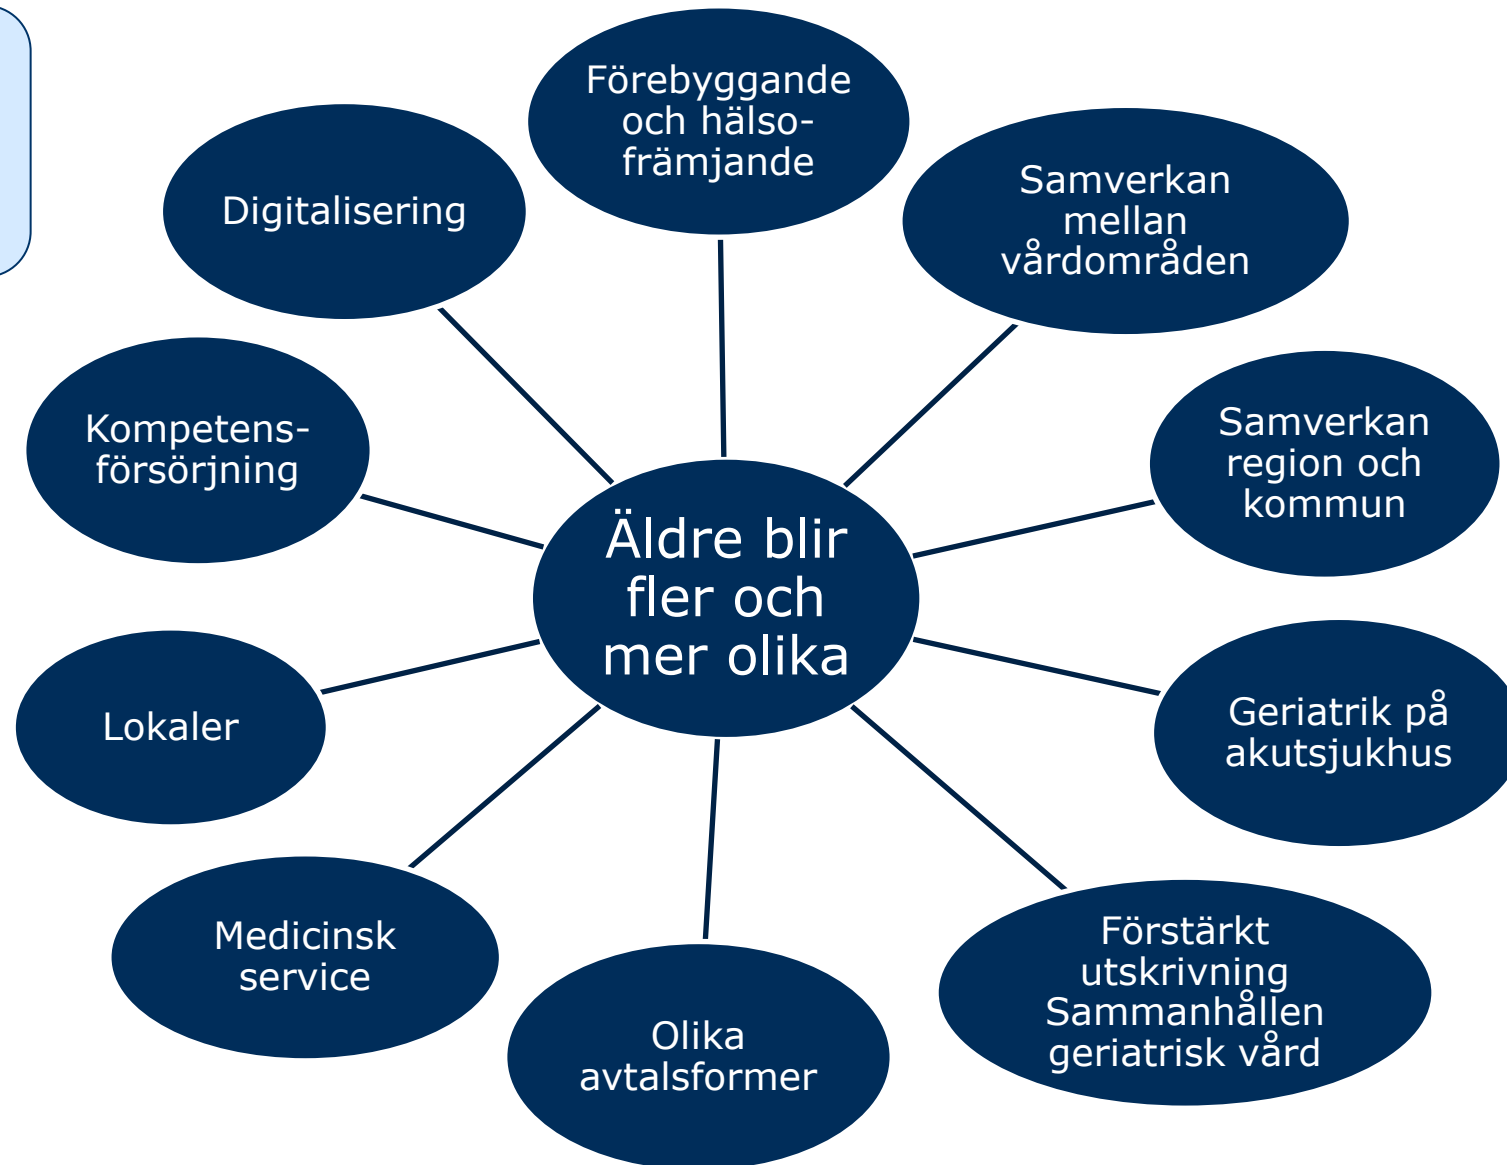 Förebyggande
och hälso-
främjande
Samverkan
mellan
vårdområden
Digitalisering
Samverkan
region och
kommun
Kompetens-
försörjning
Äldre blir
fler och
mer olika
Geriatrik på
akutsjukhus
Lokaler
Förstärkt
utskrivning
Sammanhållen
geriatrisk vård
Medicinsk
service
Olika
avtalsformer